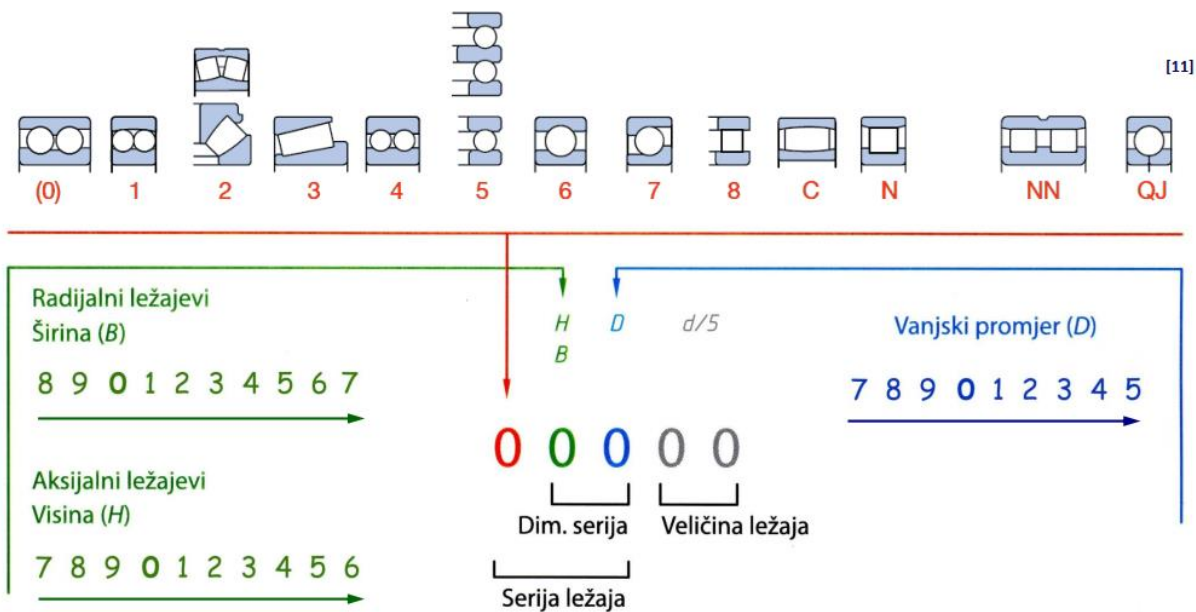 [11]
(0) 1 2 3 4 5 6 7 8 C N NN QJ
Radijalni ležajevi
Širina (B)
8 9 0 1 2 3 4 5 6 7
Aksijalni ležajevi
Visina (H)
7 8 9 0 1 2 3 4 5 6
H D d/5
B
0 0 0 0 0
Dim. serija Veličina ležaja
Serija ležaja
Vanjski promjer (D)
7 8 9 0 1 2 3 4 5